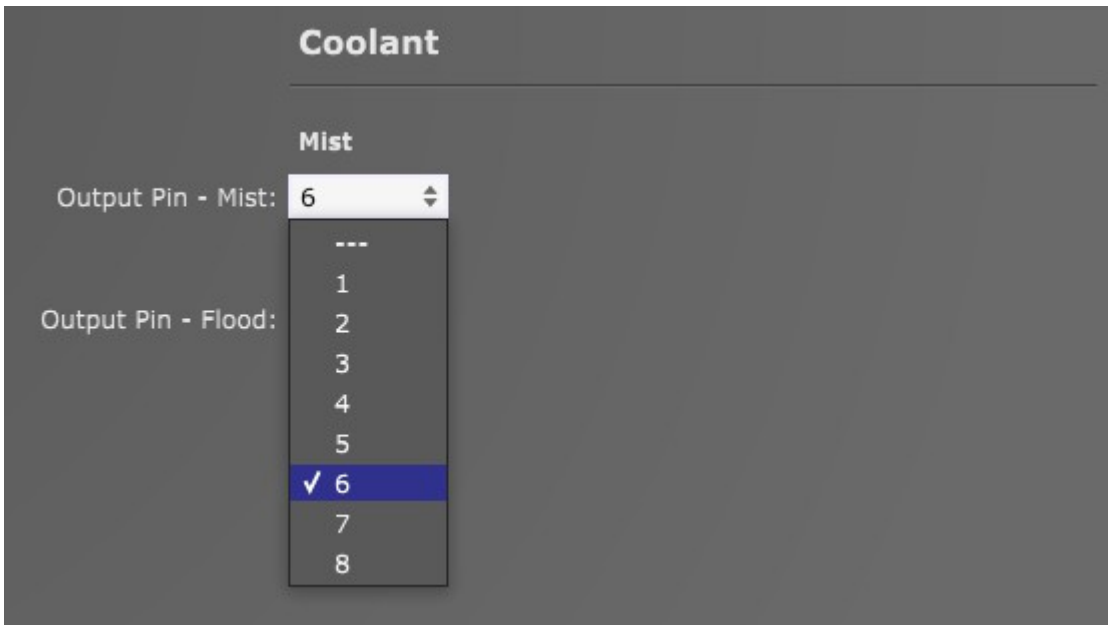 Coolant
Mist
Output Pin - Mist: 6
---
1
Output Pin - Flood: 2
3
4
5
✓ 6
7
8